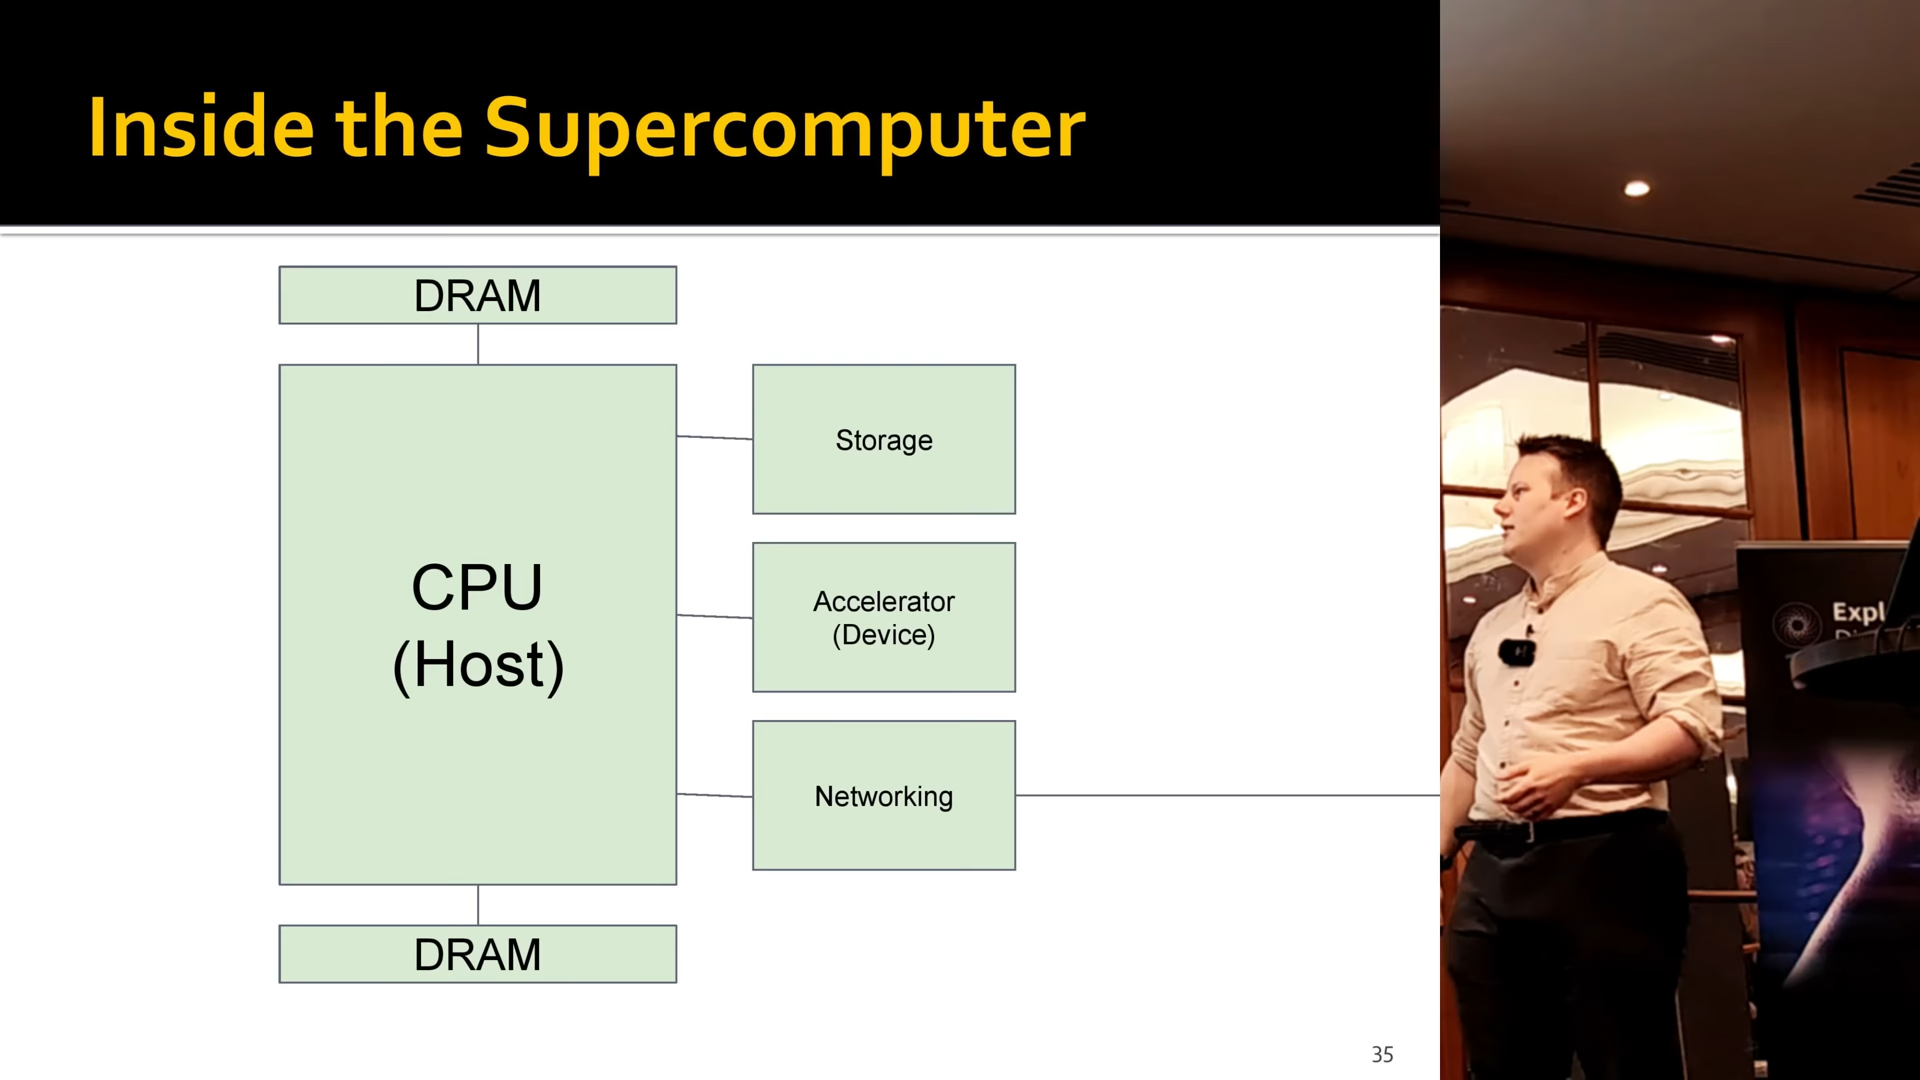 Inside the Supercomputer
DRAM
CPU
(Host)
Storage
Accelerator
(Device)
Networking
DRAM
35
Expl